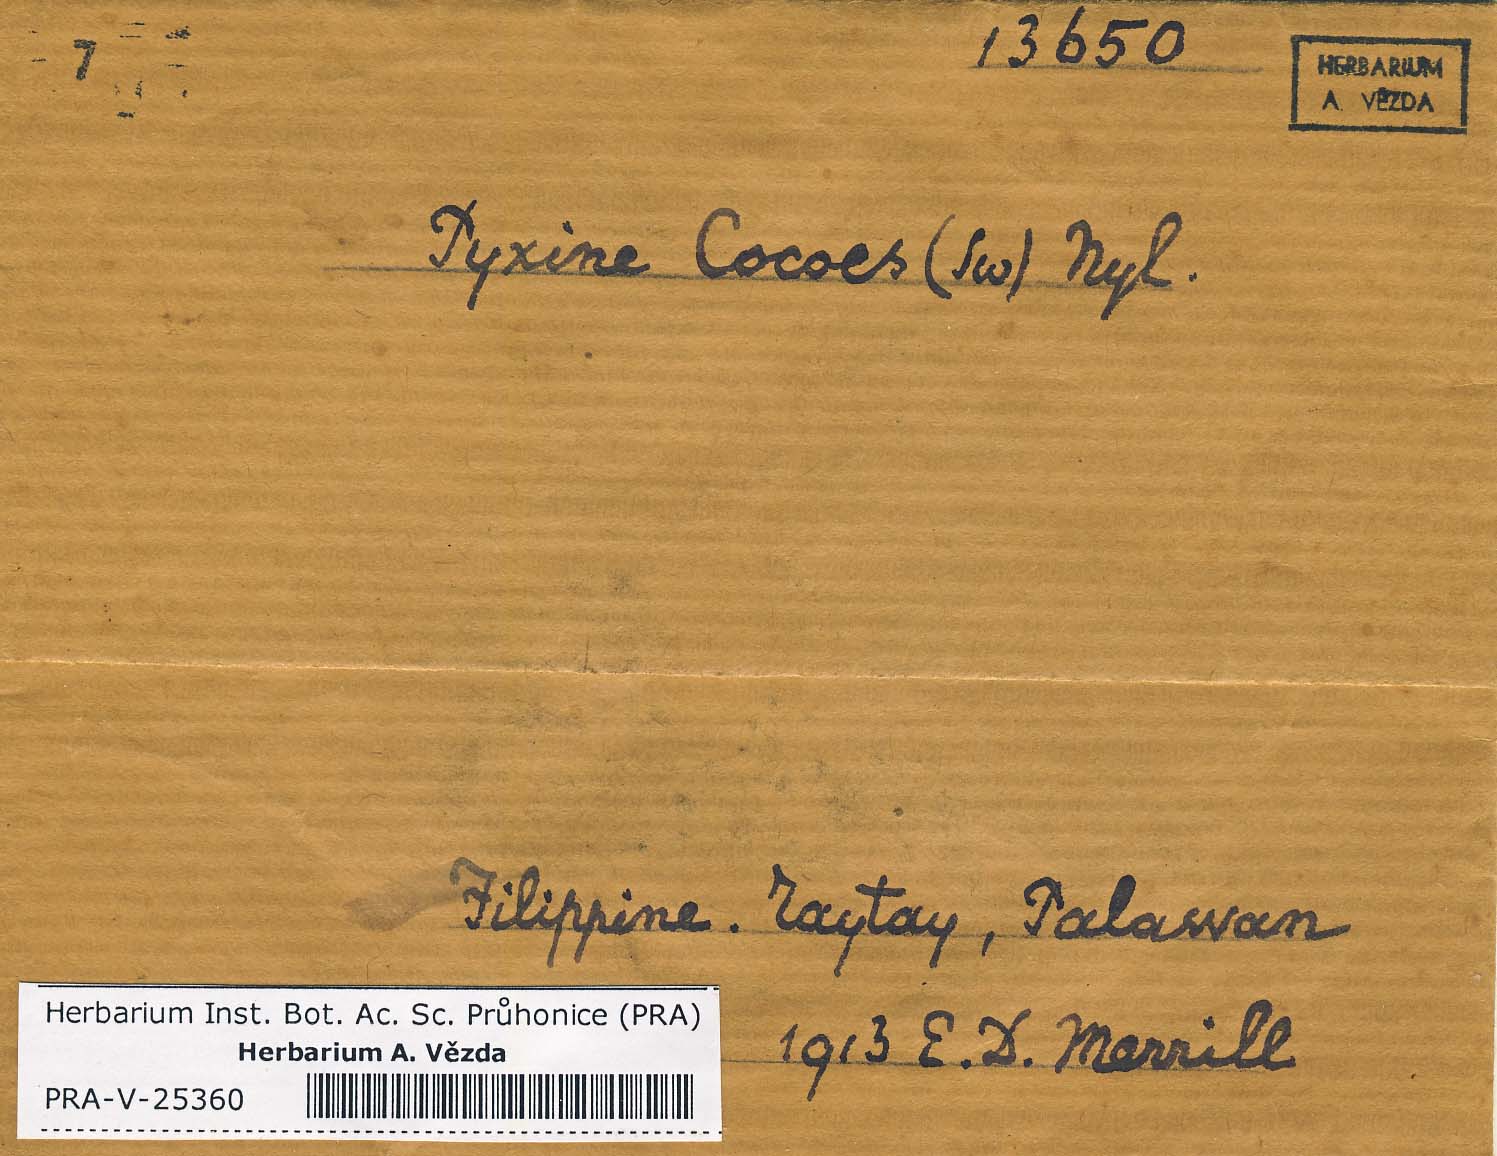 7
13650
HERBARIUM
A. VĚZDA
Pyxine Cocoes (Sw) Nyl.
Filippine. Taytay, Palawan
1913 E. D. Merrill
Herbarium Inst. Bot. Ac. Sc. Průhonice (PRA)
Herbarium A. Vězda
PRA-V-25360